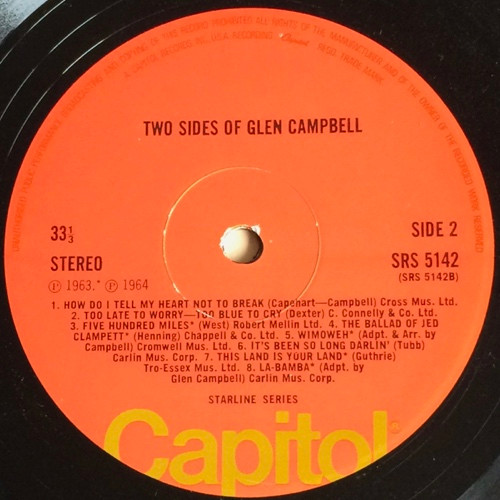 TWO SIDES OF GLEN CAMPBELL
33⅓
SIDE 2
STEREO
SRS 5142
(SRS 5142B)
Ⓟ 1963.* Ⓟ 1964
1. HOW DO I TELL MY HEART NOT TO BREAK (Capehart—Campbell) Cross Mus. Ltd.
2. TOO LATE TO WORRY—TOO BLUE TO CRY (Dexter) C. Connelly & Co. Ltd.
3. FIVE HUNDRED MILES* (West) Robert Mellin Ltd. 4. THE BALLAD OF JED
CLAMPETT* (Henning) Chappell & Co. Ltd. 5. WIMOWEH* (Adpt. & Arr. by
Campbell) Cromwell Mus. Ltd. 6. IT'S BEEN SO LONG DARLIN' (Tubb)
Carlin Mus. Corp. 7. THIS LAND IS YOUR LAND* (Guthrie)
Tro-Essex Mus. Ltd. 8. LA-BAMBA* (Adpt. by
Glen Campbell) Carlin Mus. Corp.
STARLINE SERIES
Capitol